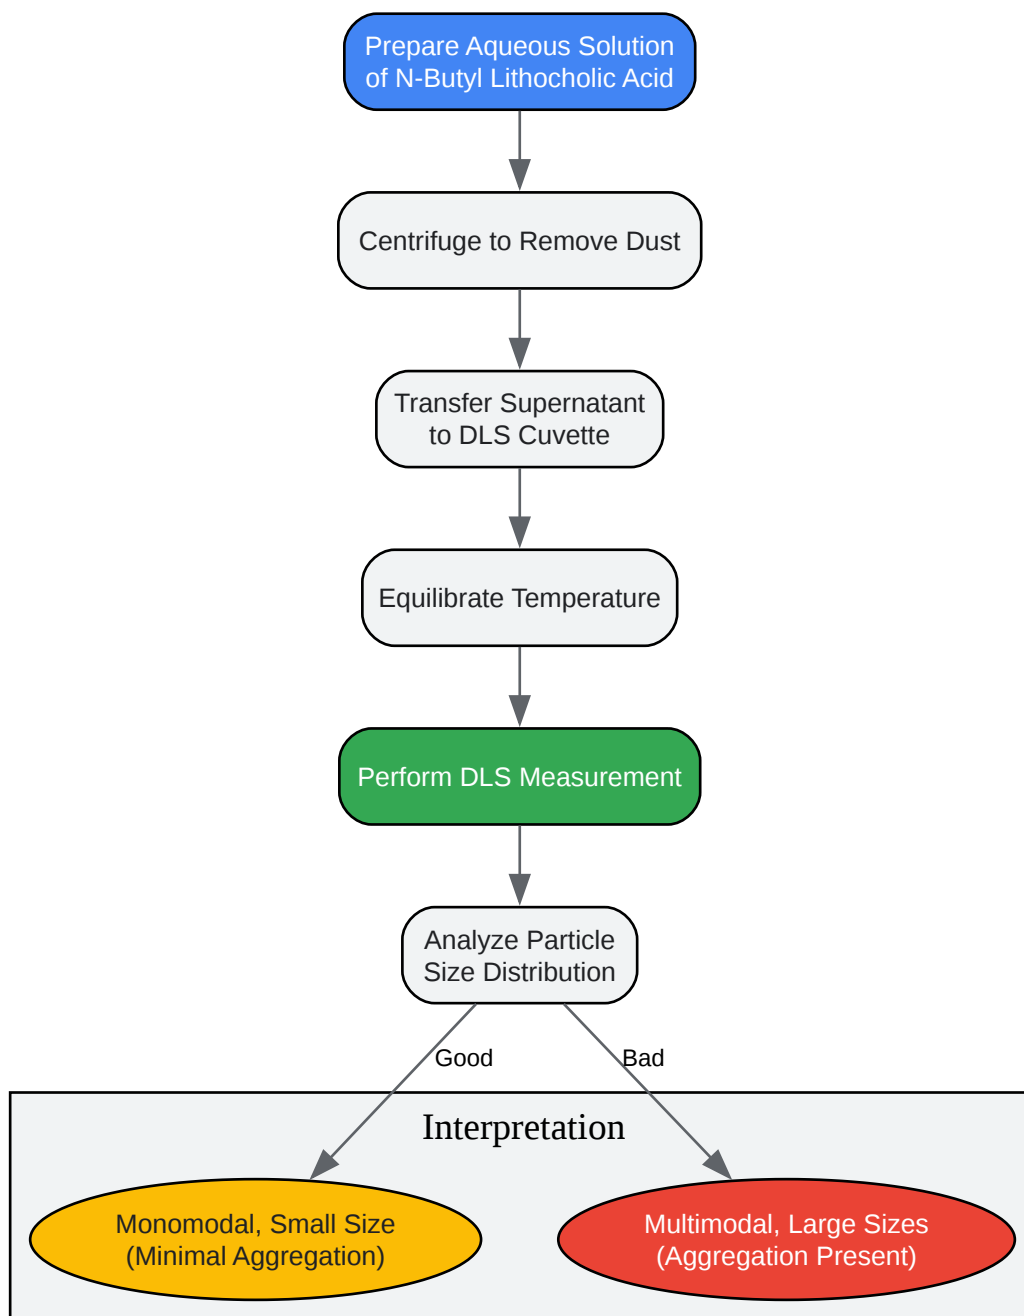 Prepare Aqueous Solution
of N-Butyl Lithocholic Acid
Centrifuge to Remove Dust
Transfer Supernatant
to DLS Cuvette
Equilibrate Temperature
Perform DLS Measurement
Analyze Particle
Size Distribution
Good
Bad
Interpretation
Monomodal, Small Size
(Minimal Aggregation)
Multimodal, Large Sizes
(Aggregation Present)